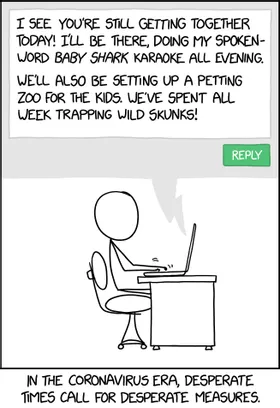 I SEE YOU'RE STILL GETTING TOGETHER
TODAY! I'LL BE THERE, DOING MY SPOKEN-
WORD BABY SHARK KARAOKE ALL EVENING.
WE'LL ALSO BE SETTING UP A PETTING
ZOO FOR THE KIDS. WE'VE SPENT ALL
WEEK TRAPPING WILD SKUNKS!
REPLY
IN THE CORONAVIRUS ERA, DESPERATE
TIMES CALL FOR DESPERATE MEASURES.